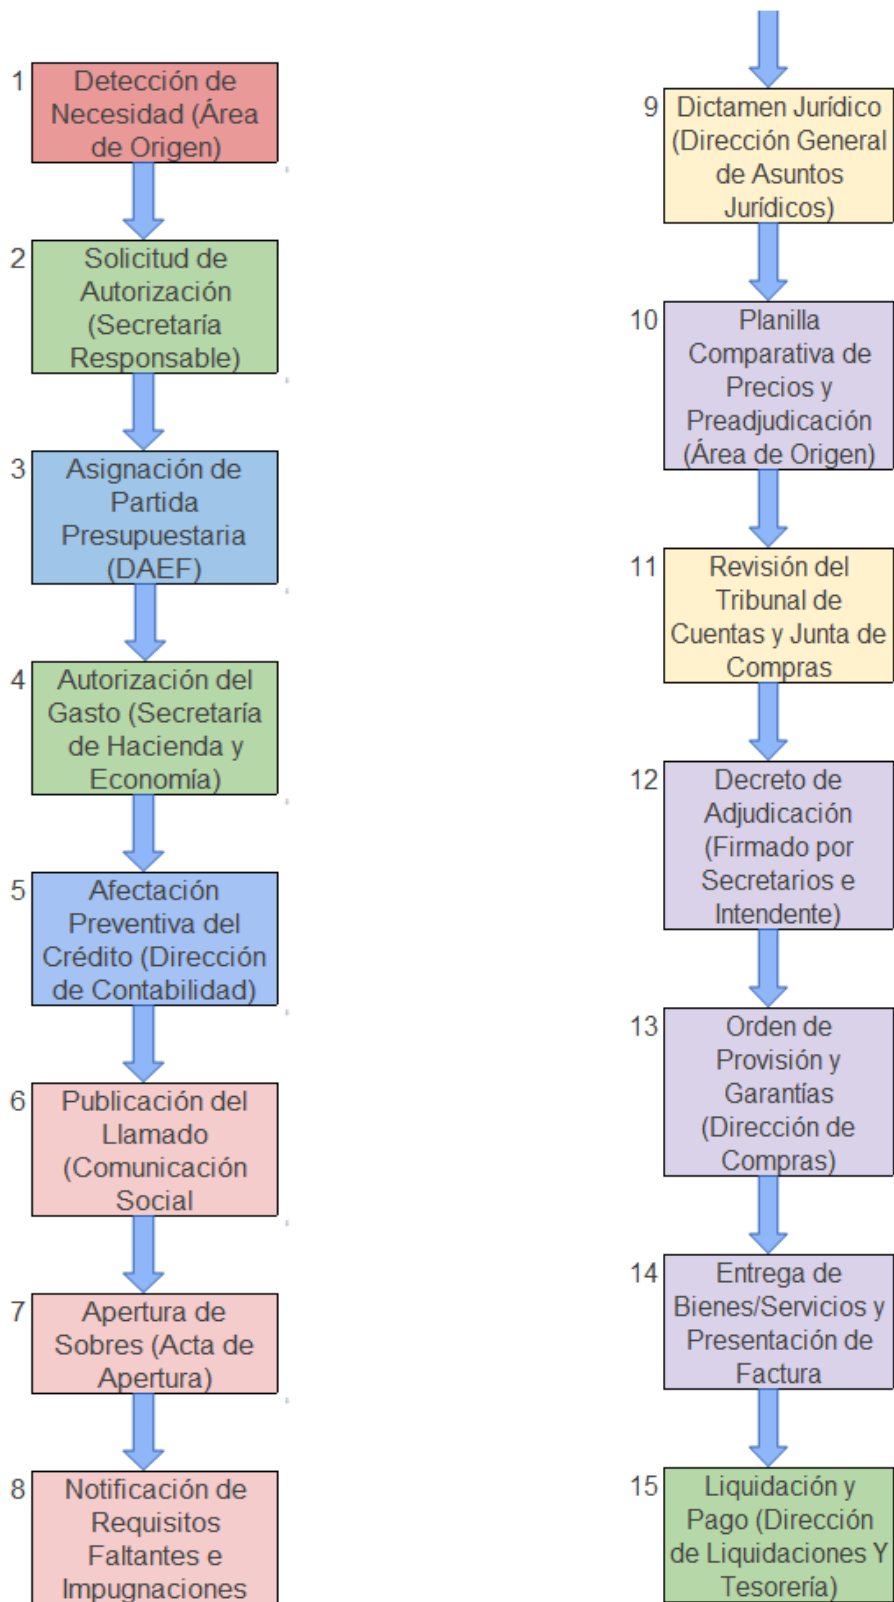 1
Detección de
Necesidad (Área
de Origen)
2
Solicitud de
Autorización
(Secretaría
Responsable)
3
Asignación de
Partida
Presupuestaria
(DAEF)
4
Autorización del
Gasto (Secretaría
de Hacienda y
Economía)
5
Afectación
Preventiva del
Crédito (Dirección
de Contabilidad)
6
Publicación del
Llamado
(Comunicación
Social
7
Apertura de
Sobres (Acta de
Apertura)
8
Notificación de
Requisitos
Faltantes e
Impugnaciones
9
Dictamen Jurídico
(Dirección General
de Asuntos
Jurídicos)
10
Planilla
Comparativa de
Precios y
Preadjudicación
(Área de Origen)
11
Revisión del
Tribunal de
Cuentas y Junta de
Compras
12
Decreto de
Adjudicación
(Firmado por
Secretarios e
Intendente)
13
Orden de
Provisión y
Garantías
(Dirección de
Compras)
14
Entrega de
Bienes/Servicios y
Presentación de
Factura
15
Liquidación y
Pago (Dirección
de Liquidaciones Y
Tesorería)